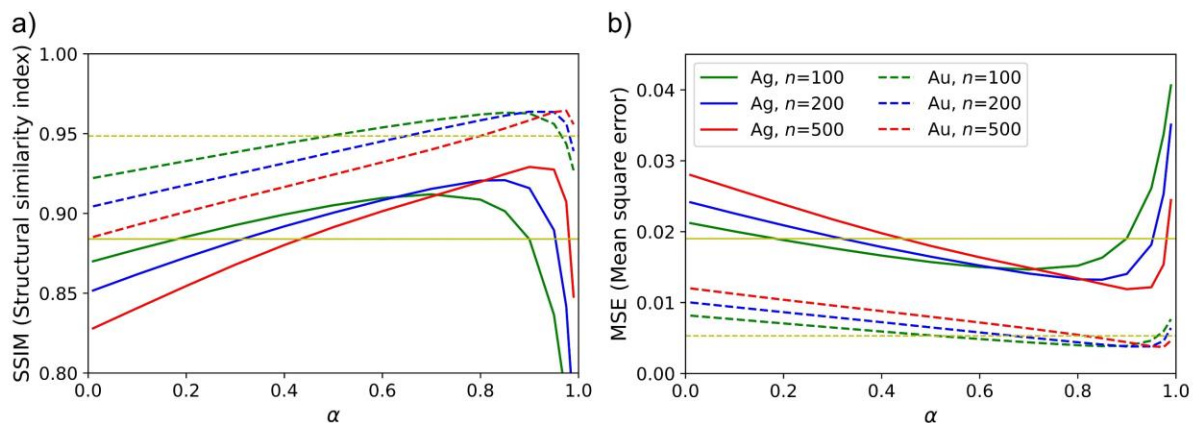 a)
SSIM (Structural similarity index)
1.00
0.95
0.90
0.85
0.80
0.0 0.2 0.4 0.6 0.8 1.0
α
b)
MSE (Mean square error)
0.04
0.03
0.02
0.01
0.00
Ag, n=100 Au, n=100
Ag, n=200 Au, n=200
Ag, n=500 Au, n=500
0.0 0.2 0.4 0.6 0.8 1.0
α